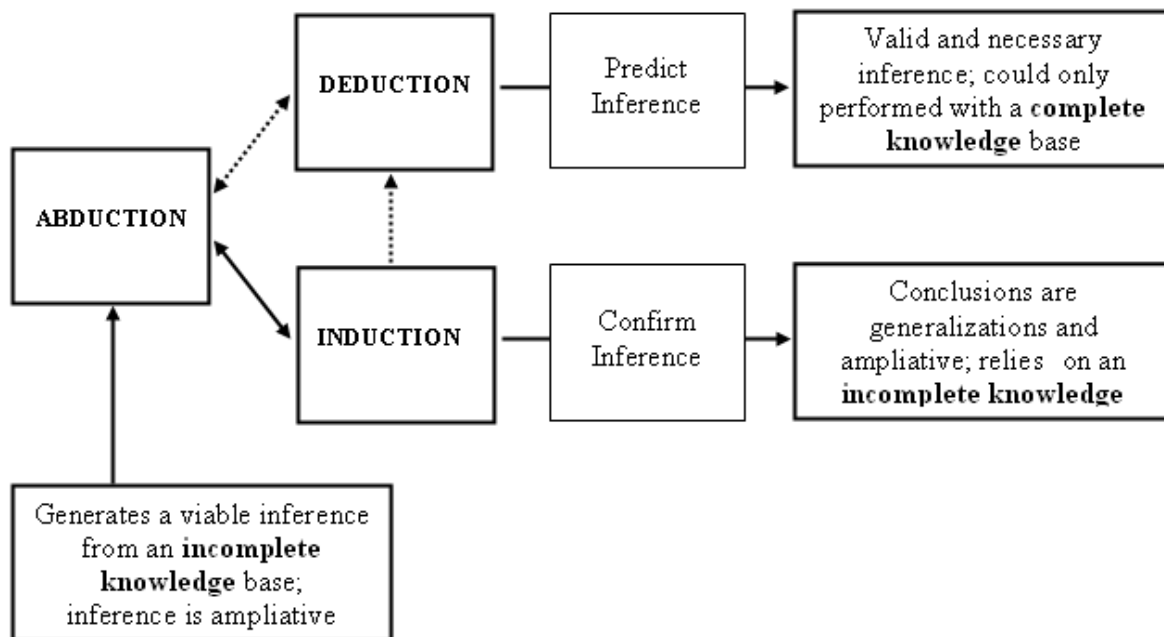 DEDUCTION
Predict
Inference
Valid and necessary
inference; could only
performed with a complete
knowledge base
ABDUCTION
INDUCTION
Confirm
Inference
Conclusions are
generalizations and
ampliative; relies on an
incomplete knowledge
Generates a viable inference
from an incomplete
knowledge base;
inference is ampliative